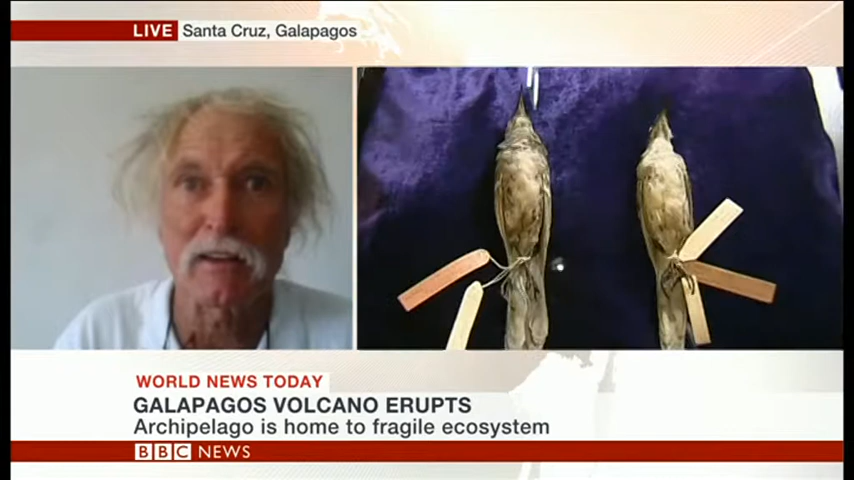 LIVE Santa Cruz, Galapagos
WORLD NEWS TODAY
GALAPAGOS VOLCANO ERUPTS
Archipelago is home to fragile ecosystem
BBC NEWS